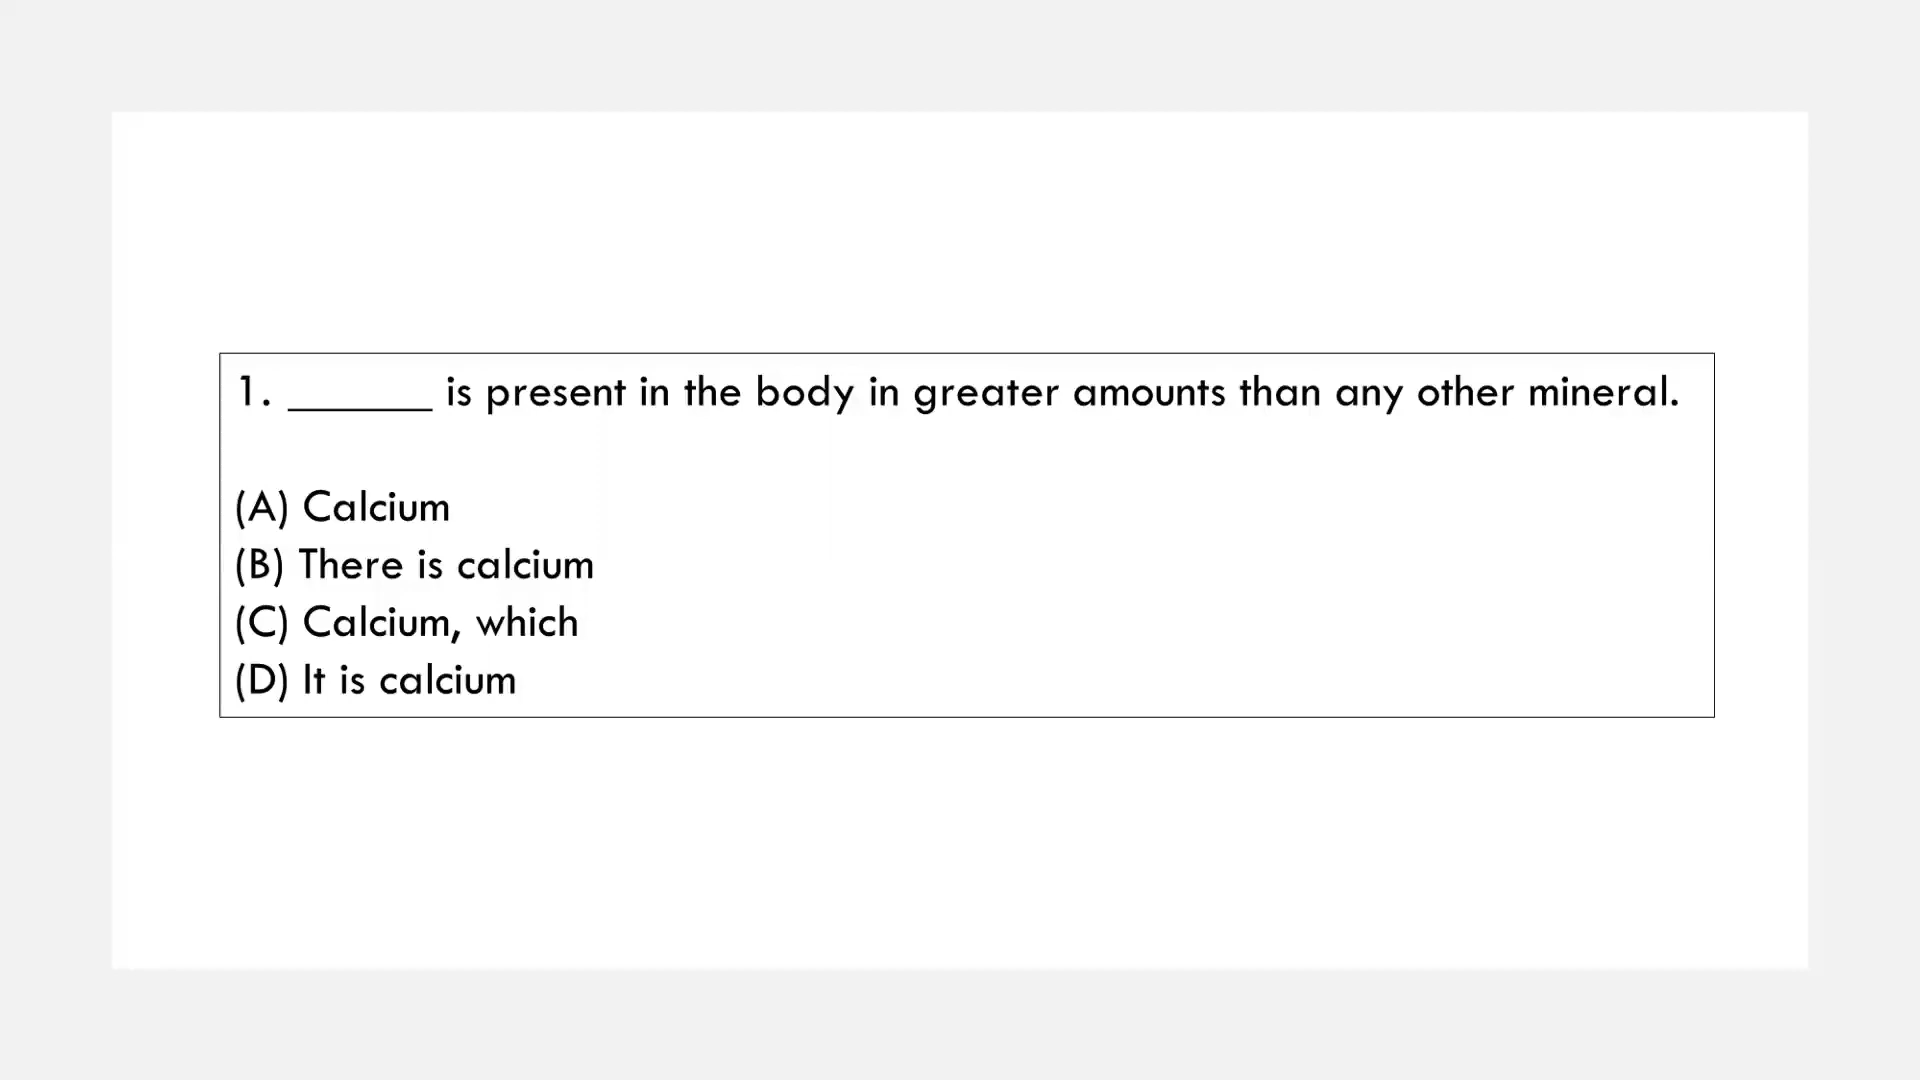 1. ______ is present in the body in greater amounts than any other mineral.
(A) Calcium
(B) There is calcium
(C) Calcium, which
(D) It is calcium